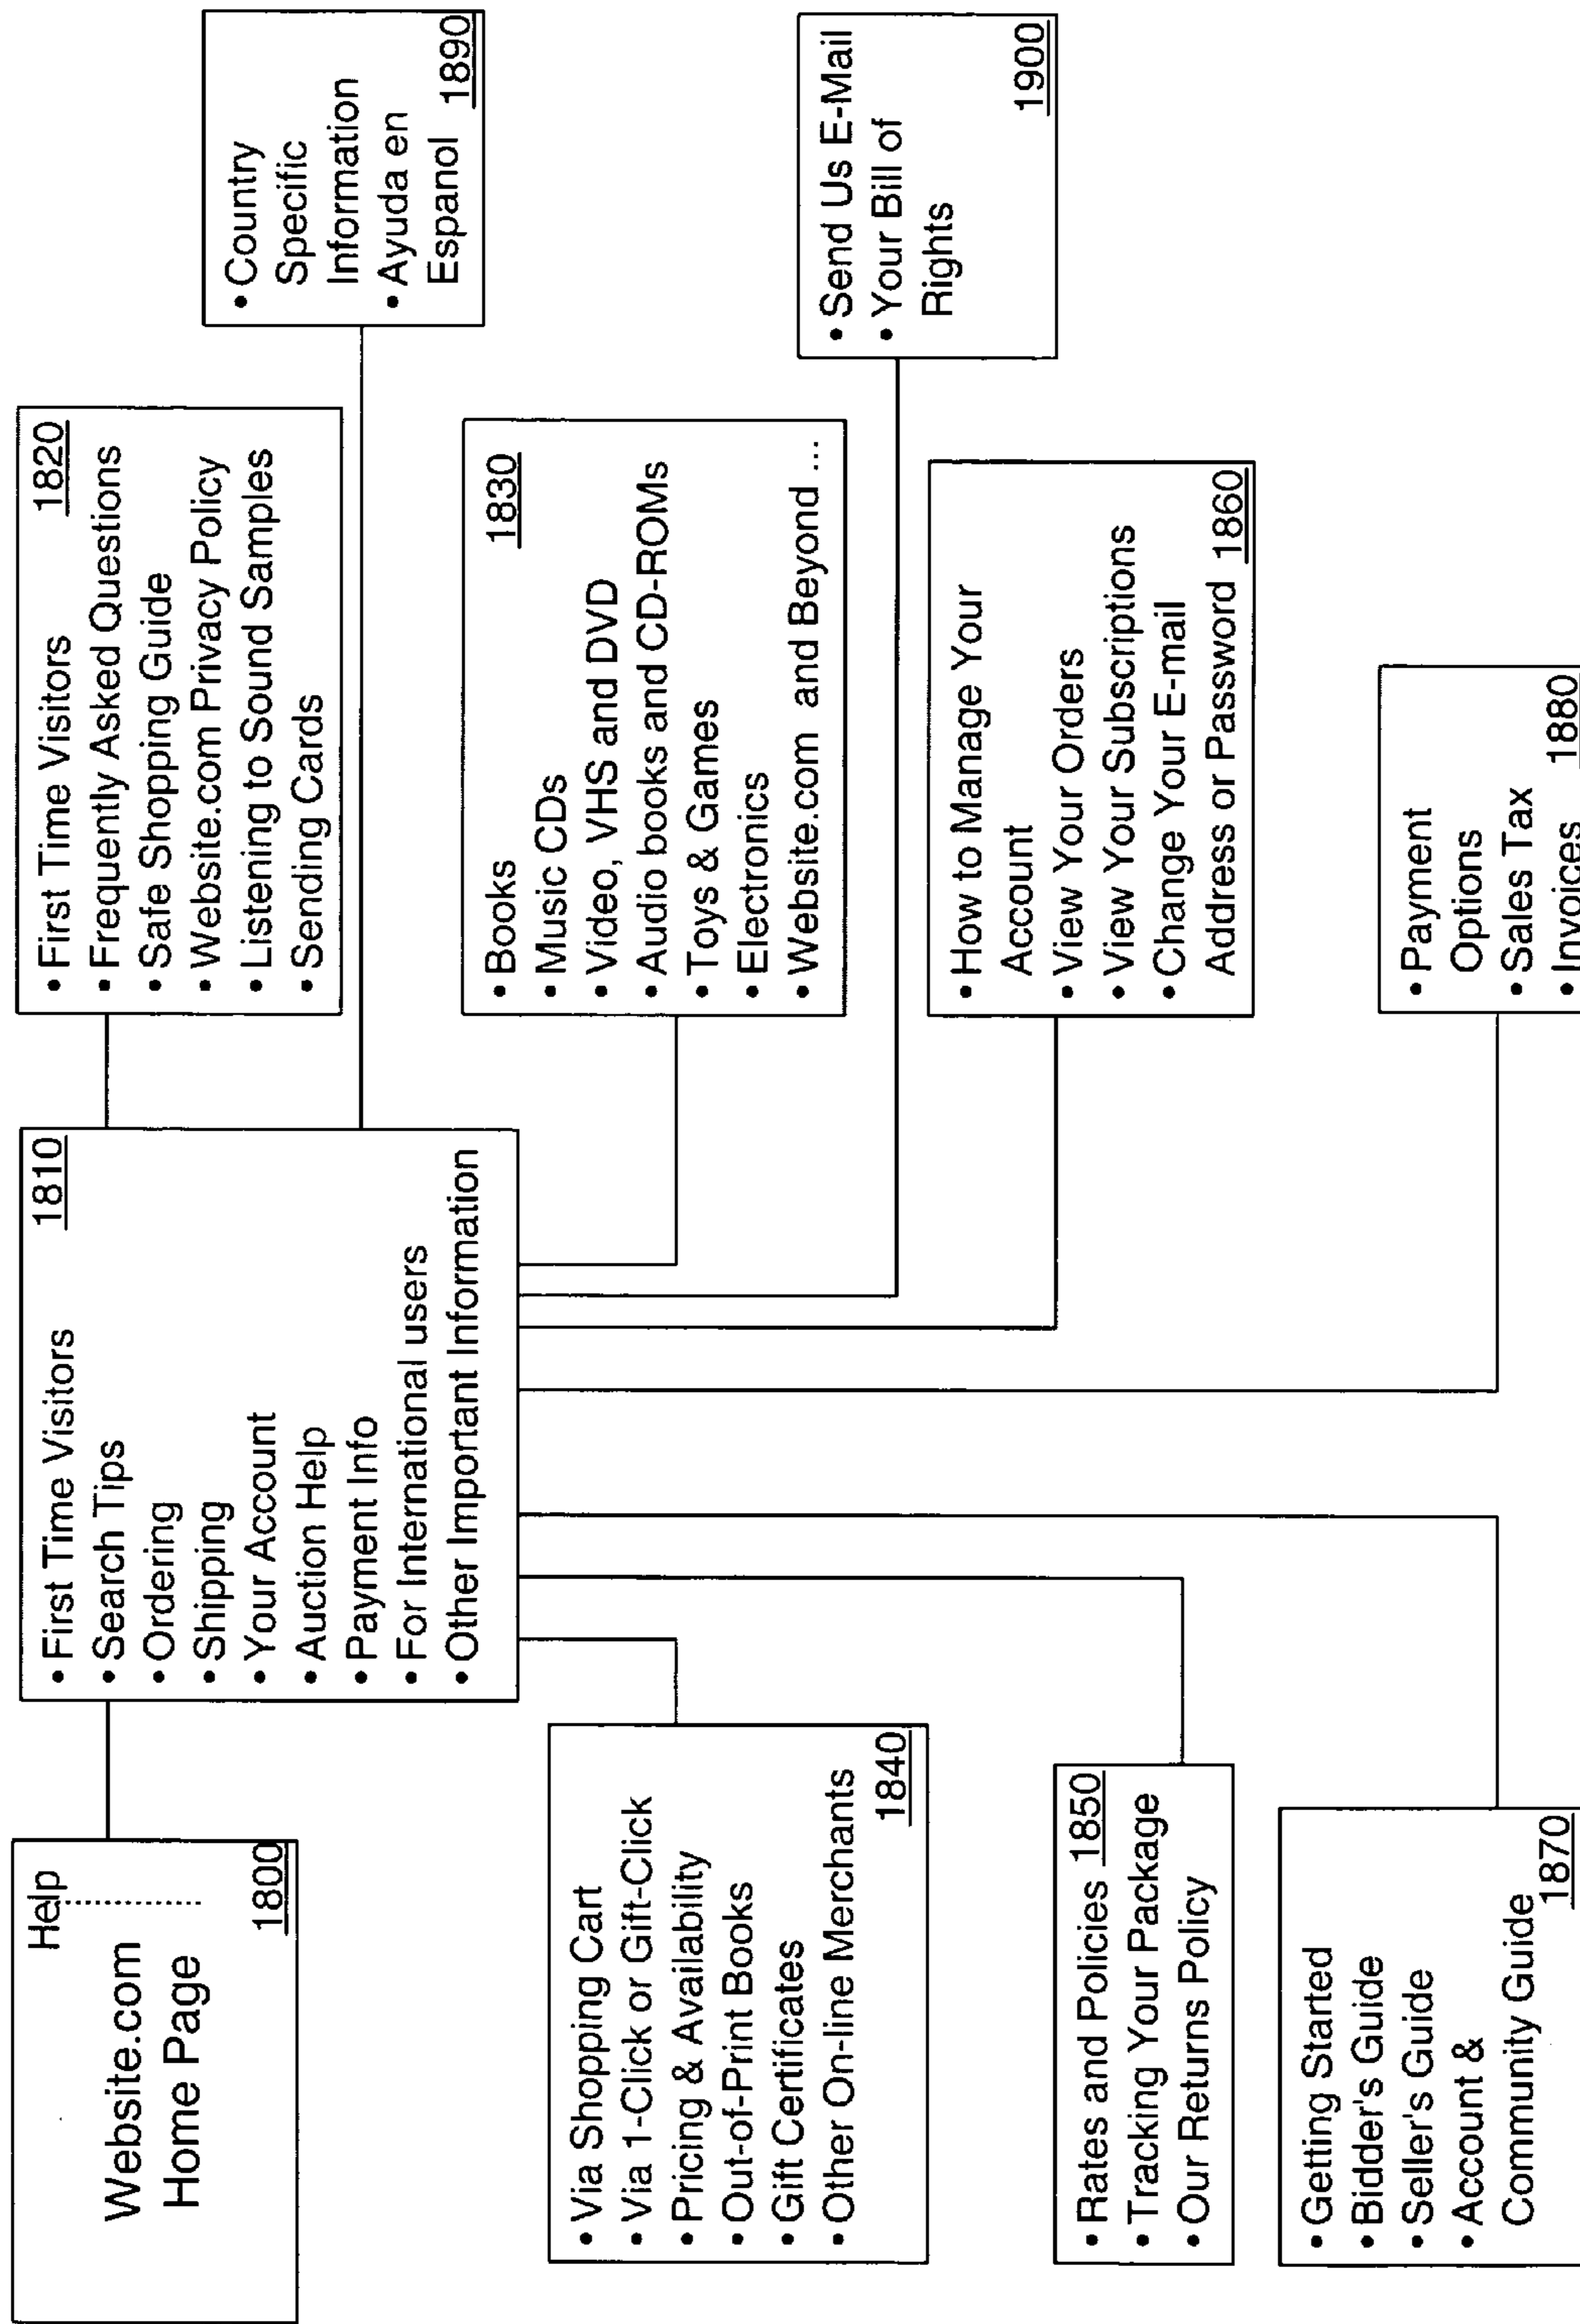 Help
Website.com
Home Page
1800
• First Time Visitors 1810
• Search Tips
• Ordering
• Shipping
• Your Account
• Auction Help
• Payment Info
• For International users
• Other Important Information
• First Time Visitors 1820
• Frequently Asked Questions
• Safe Shopping Guide
• Website.com Privacy Policy
• Listening to Sound Samples
• Sending Cards
• Country
Specific
Information
• Ayuda en
Espanol 1890
• Books 1830
• Music CDs
• Video, VHS and DVD
• Audio books and CD-ROMs
• Toys & Games
• Electronics
• Website.com and Beyond ...
• Send Us E-Mail
• Your Bill of
Rights
1900
• Via Shopping Cart
• Via 1-Click or Gift-Click
• Pricing & Availability
• Out-of-Print Books
• Gift Certificates
• Other On-line Merchants
1840
• How to Manage Your
Account
• View Your Orders
• View Your Subscriptions
• Change Your E-mail
Address or Password 1860
• Rates and Policies 1850
• Tracking Your Package
• Our Returns Policy
• Getting Started
• Bidder's Guide
• Seller's Guide
• Account &
Community Guide
1870
• Payment
Options
• Sales Tax
• Invoices 1880